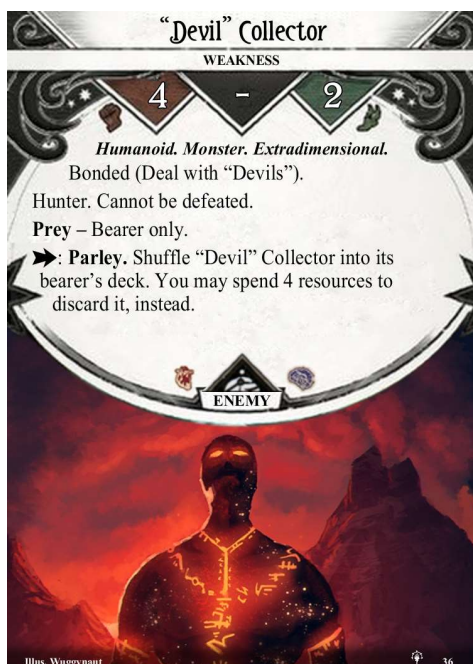 “Devil” Collector
WEAKNESS
4 - 2
Humanoid. Monster. Extradimensional.
Bonded (Deal with “Devils”).
Hunter. Cannot be defeated.
Prey – Bearer only.
: Parley. Shuffle “Devil” Collector into its
bearer's deck. You may spend 4 resources to
discard it, instead.
ENEMY
Illus. Wuggynaut 36